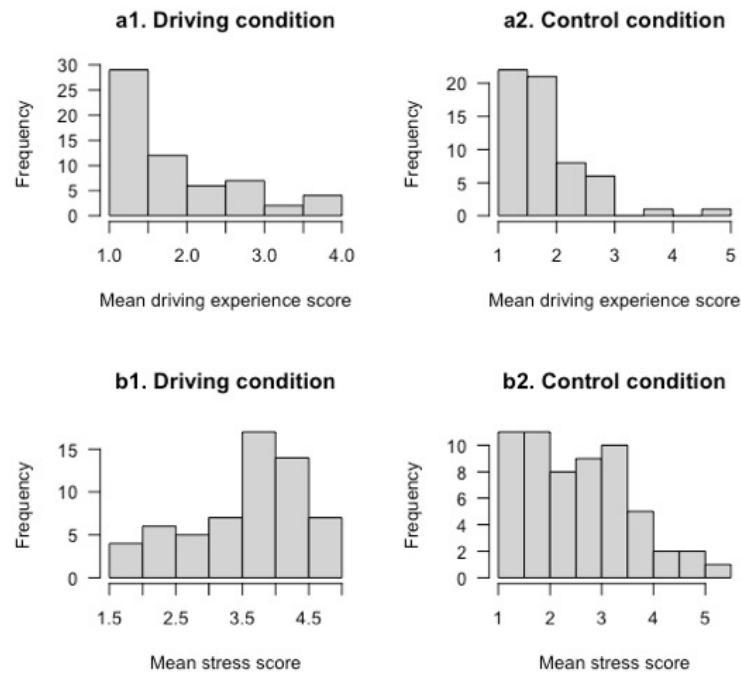 a1. Driving condition
a2. Control condition
Frequency
30
25
20
15
10
5
0
1.0 2.0 3.0 4.0
Mean driving experience score
Frequency
20
15
10
5
0
1 2 3 4 5
Mean driving experience score
b1. Driving condition
b2. Control condition
Frequency
15
10
5
0
1.5 2.5 3.5 4.5
Mean stress score
Frequency
10
8
6
4
2
0
1 2 3 4 5
Mean stress score